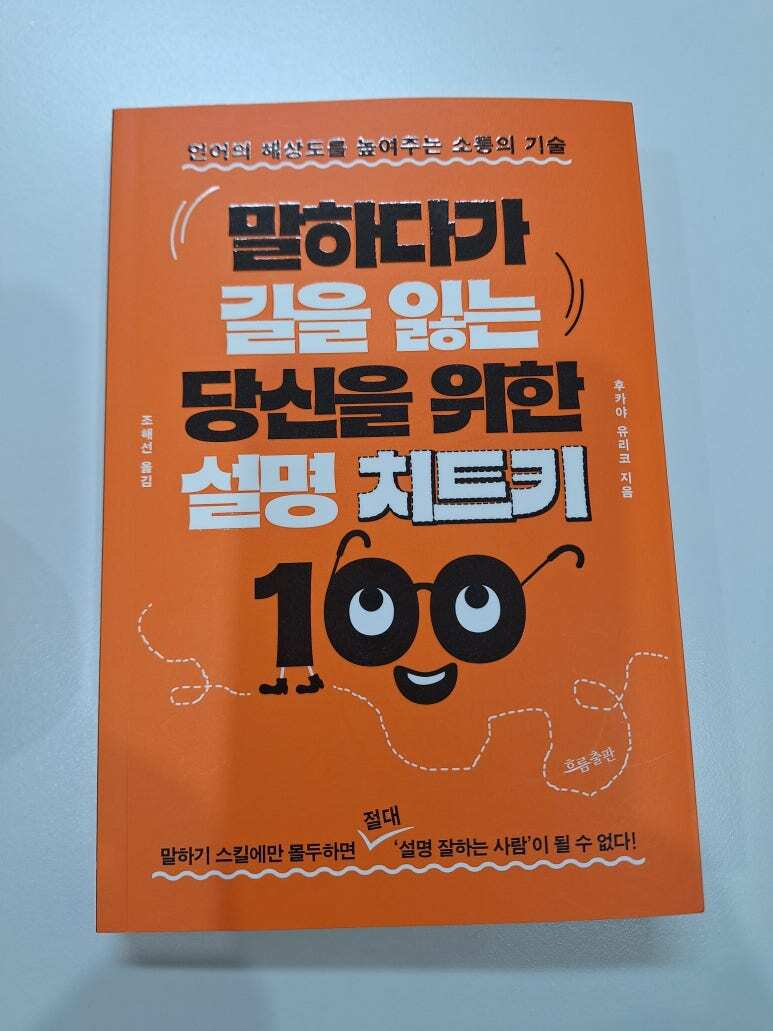 언어의 해상도를 높여주는 소통의 기술
말하다가
길을 잃는
당신을 위한
설명 치트키
100
후카야 유리코 지음
조해선 옮김
흐름출판
절대
말하기 스킬에만 몰두하면 '설명 잘하는 사람'이 될 수 없다!